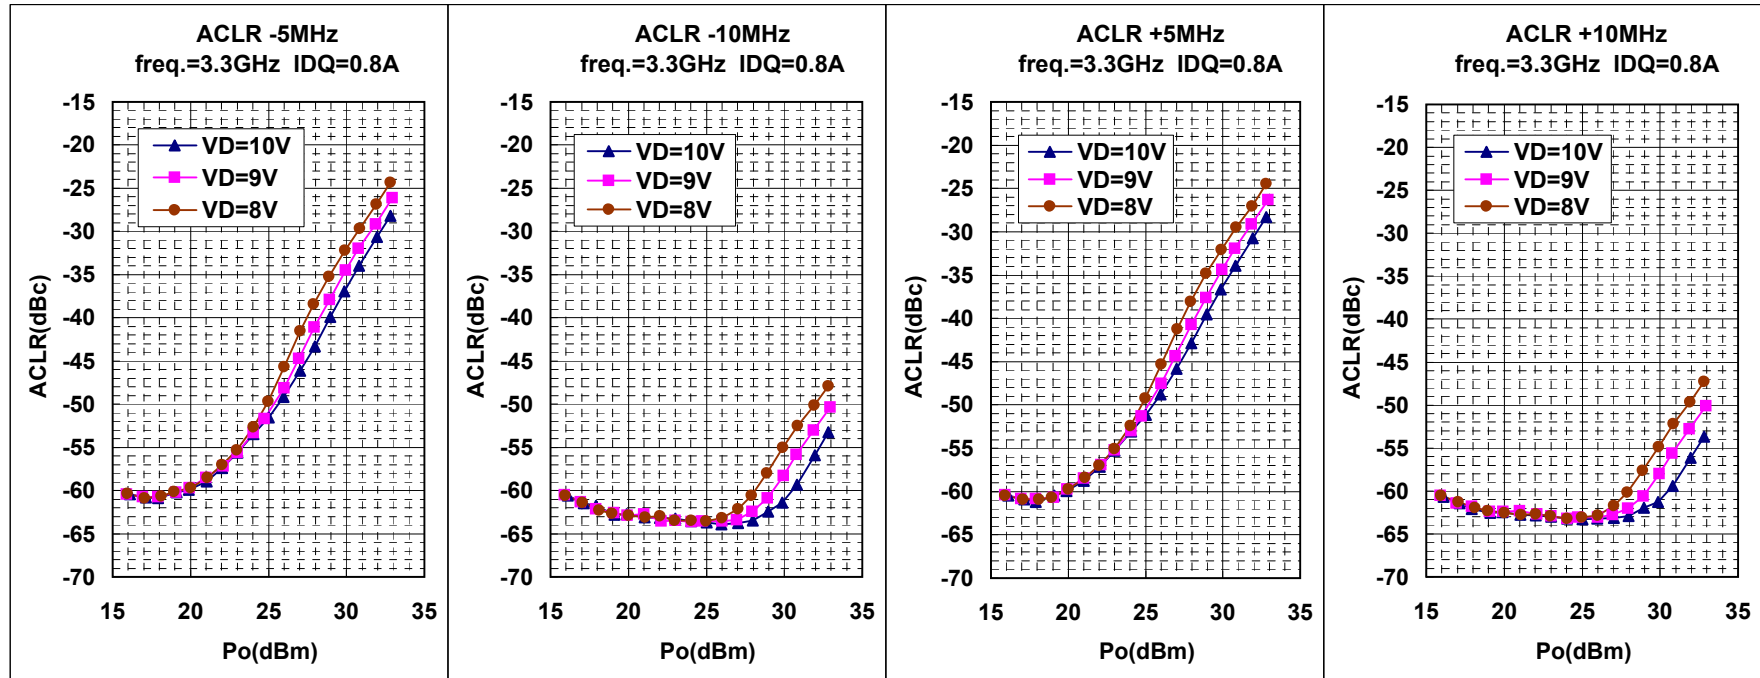 ACLR -5MHz
freq.=3.3GHz IDQ=0.8A
-15
-20
-25
-30
-35
-40
-45
-50
-55
-60
-65
-70
VD=10V
VD=9V
VD=8V
ACLR(dBc)
15 20 25 30 35
Po(dBm)
ACLR -10MHz
freq.=3.3GHz IDQ=0.8A
-15
-20
-25
-30
-35
-40
-45
-50
-55
-60
-65
-70
VD=10V
VD=9V
VD=8V
ACLR(dBc)
15 20 25 30 35
Po(dBm)
ACLR +5MHz
freq.=3.3GHz IDQ=0.8A
-15
-20
-25
-30
-35
-40
-45
-50
-55
-60
-65
-70
VD=10V
VD=9V
VD=8V
ACLR(dBc)
15 20 25 30 35
Po(dBm)
ACLR +10MHz
freq.=3.3GHz IDQ=0.8A
-15
-20
-25
-30
-35
-40
-45
-50
-55
-60
-65
-70
VD=10V
VD=9V
VD=8V
ACLR(dBc)
15 20 25 30 35
Po(dBm)